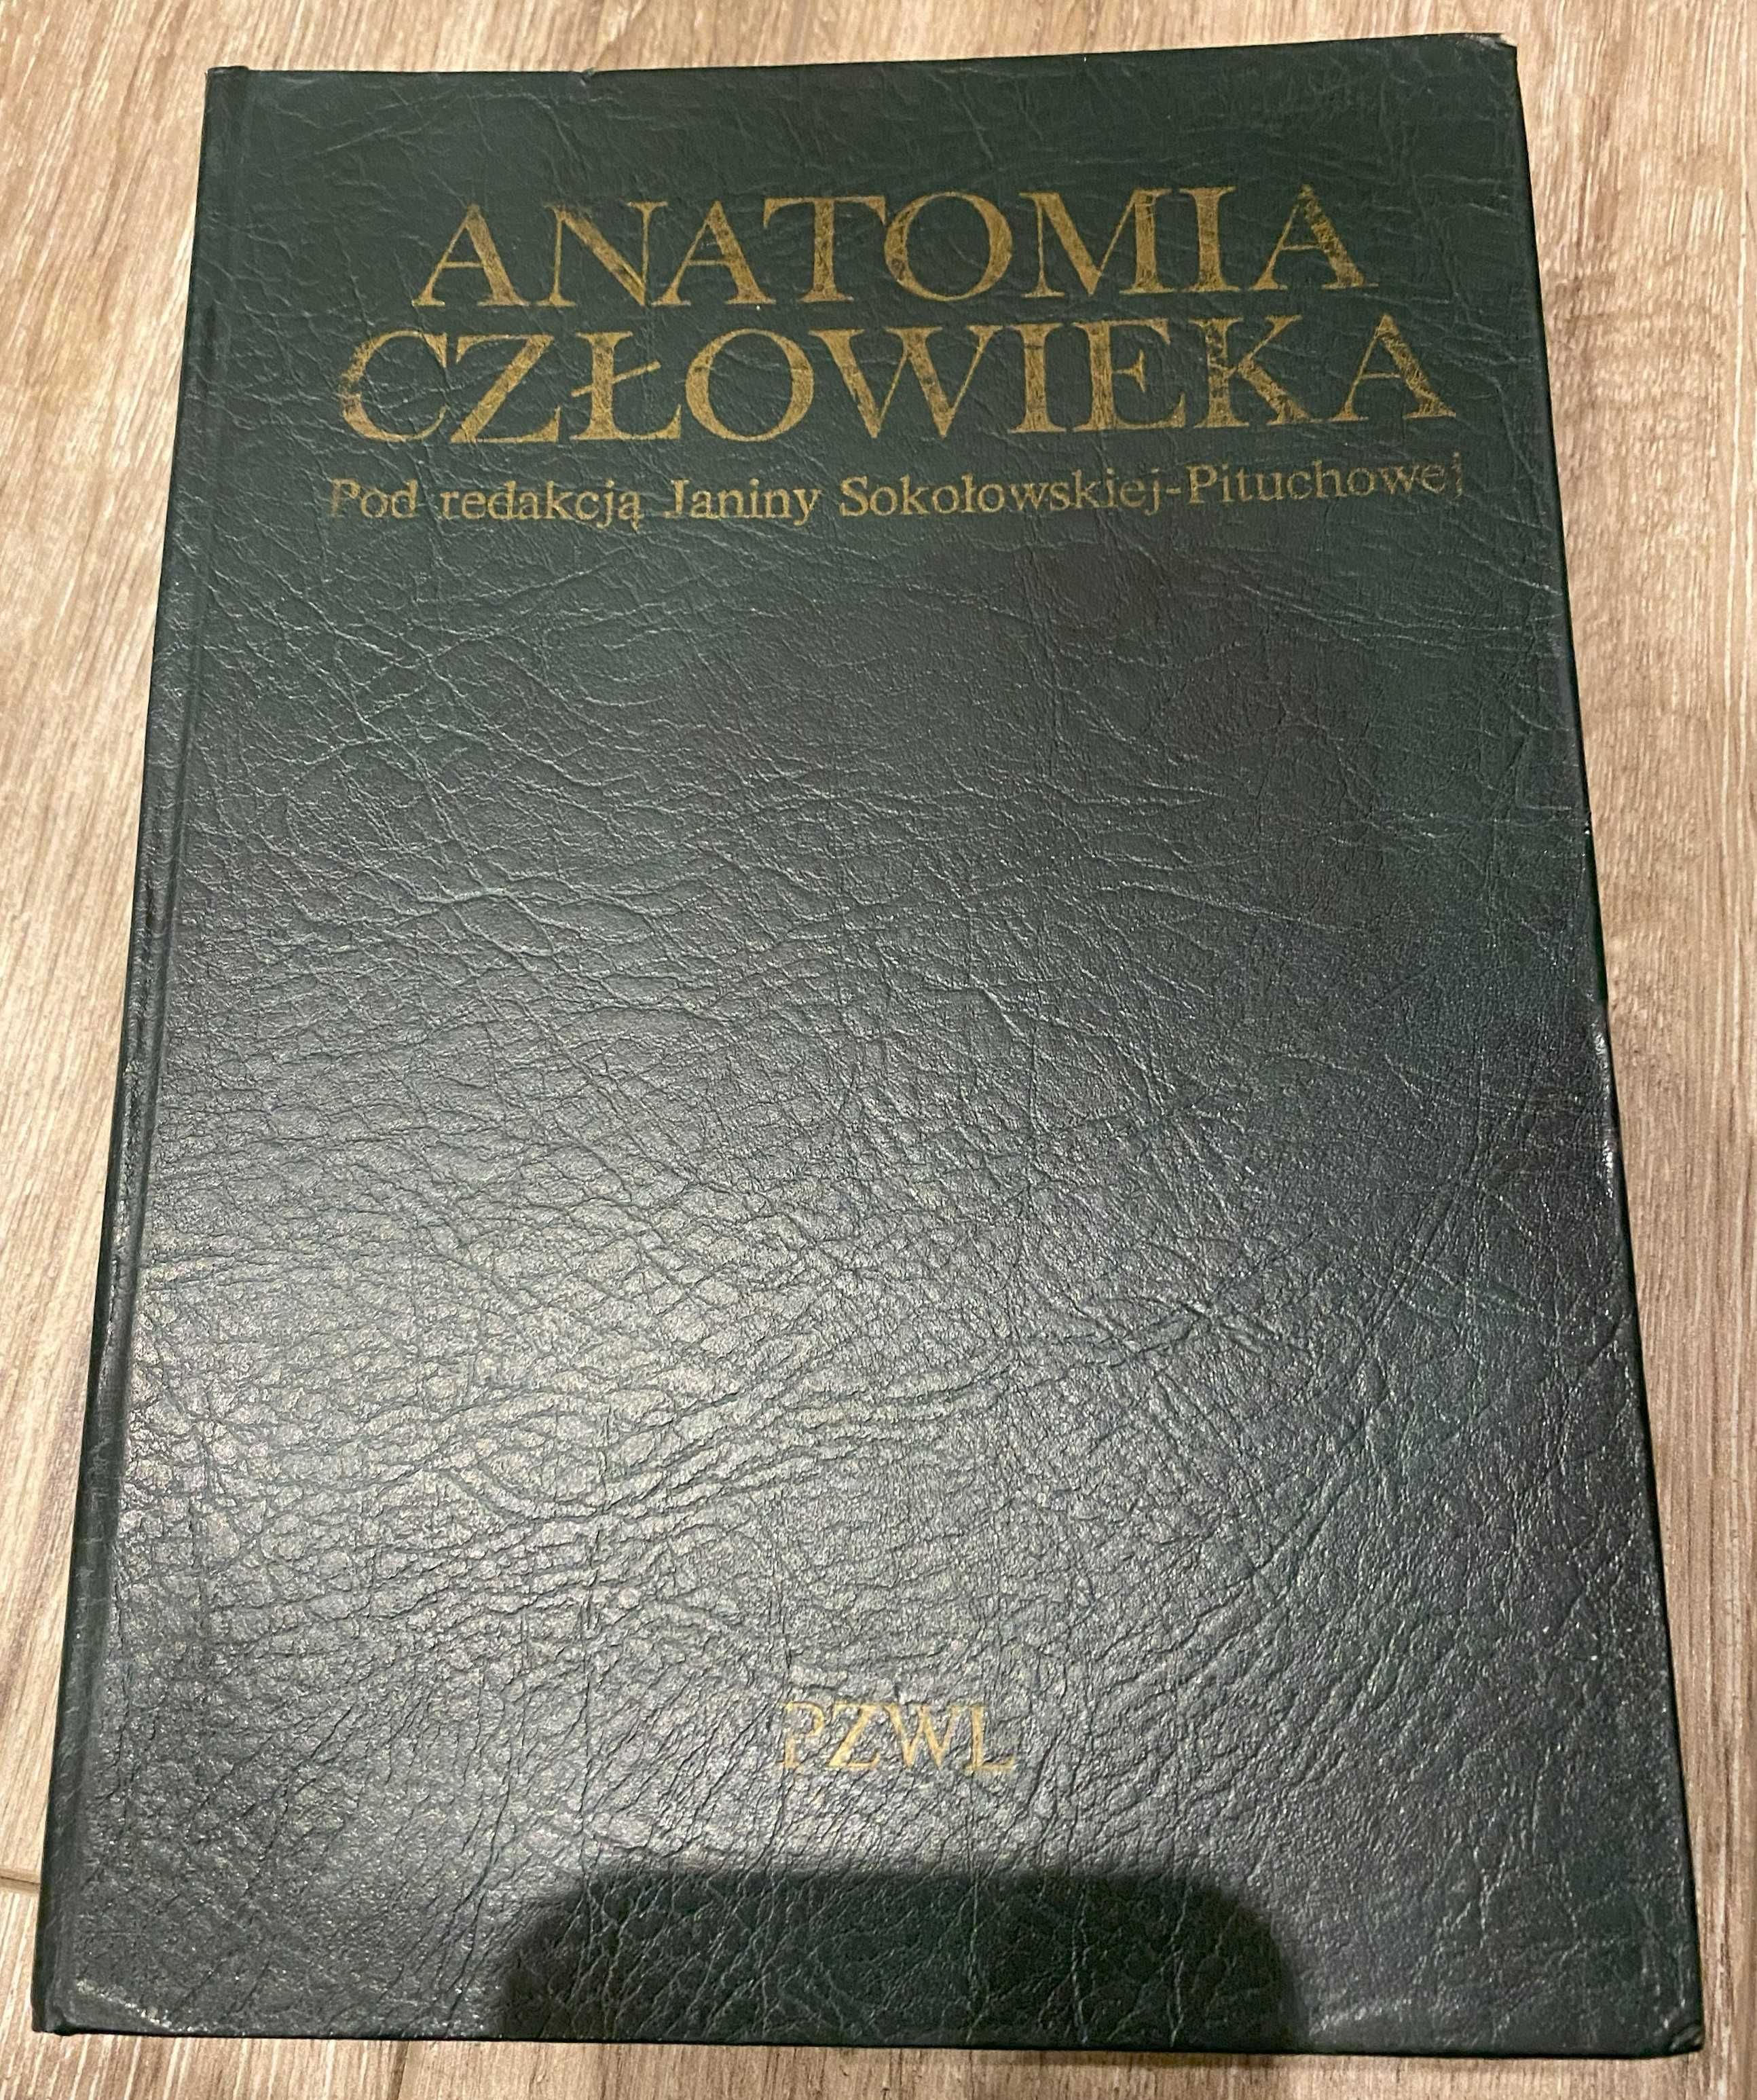 ANATOMIA
CZŁOWIEKA
Pod redakcją Janiny Sokołowskiej-Pituchowej
PZWL